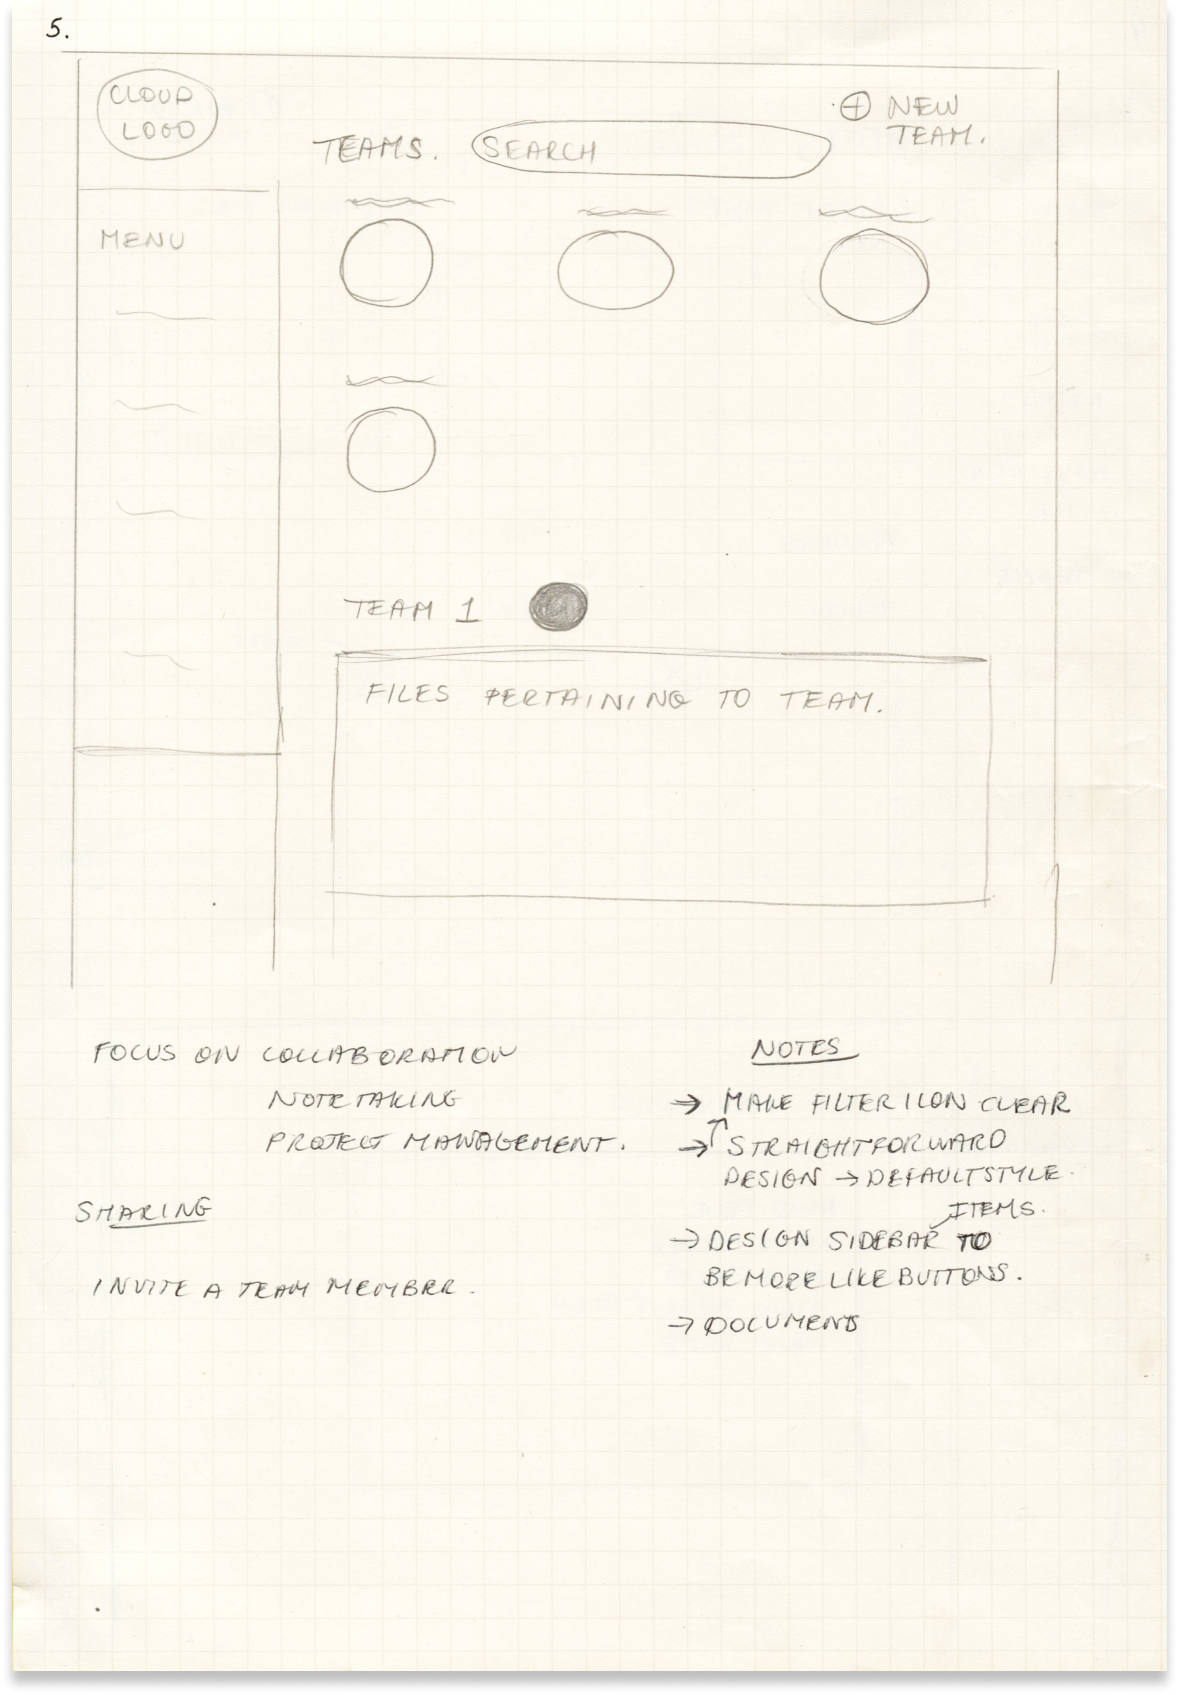 5.
CLOUD
LOGO
⊕ NEW
TEAM.
TEAMS.
SEARCH
MENU
TEAM 1
FILES PERTAINING TO TEAM.
FOCUS ON COLLABORATION
NOTE TAKING
PROJECT MANAGEMENT.
SHARING
INVITE A TEAM MEMBER.
NOTES
→ MAKE FILTER ICON CLEAR
→ STRAIGHTFORWARD
DESIGN → DEFAULT STYLE.
ITEMS.
→ DESIGN SIDEBAR TO
BE MORE LIKE BUTTONS.
→ DOCUMENTS